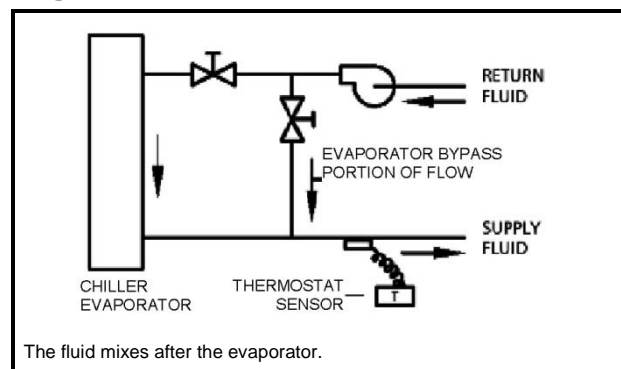 RETURN
FLUID
EVAPORATOR BYPASS
PORTION OF FLOW
SUPPLY
FLUID
CHILLER
EVAPORATOR
THERMOSTAT
SENSOR
T
The fluid mixes after the evaporator.